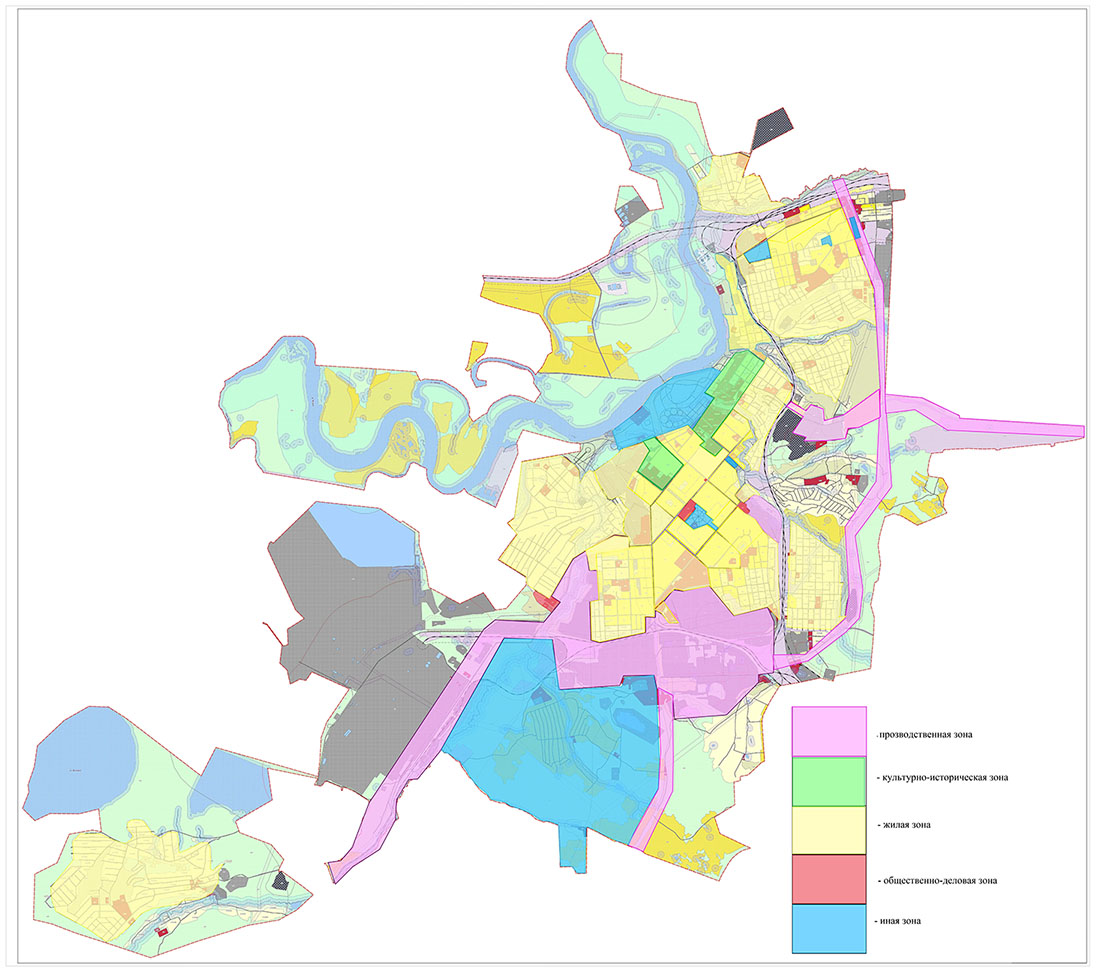 - прозводственная зона
- культурно-историческая зона
- жилая зона
- общественно-деловая зона
- иная зона